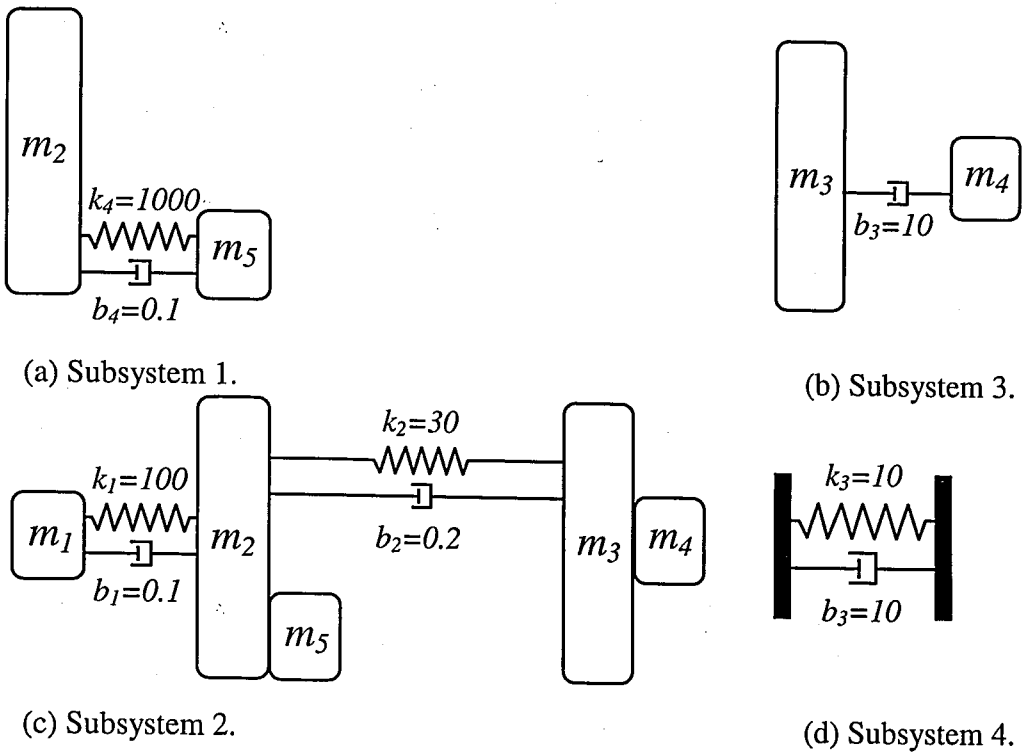 m₂
k₄=1000
m₅
b₄=0.1
(a) Subsystem 1.
m₃
m₄
b₃=10
(b) Subsystem 3.
k₂=30
k₁=100
m₁
m₂
b₂=0.2
m₃
m₄
b₁=0.1
m₅
(c) Subsystem 2.
k₃=10
b₃=10
(d) Subsystem 4.